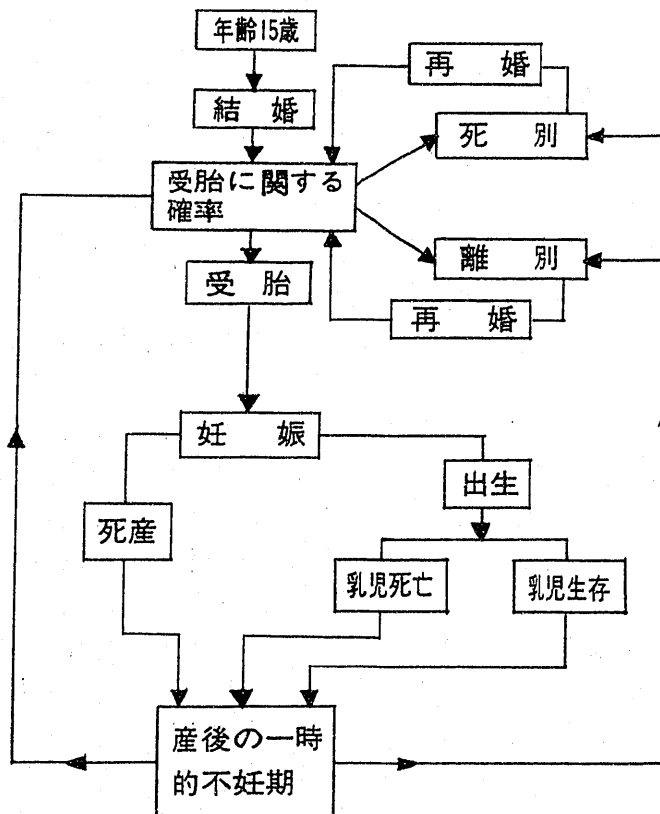 年齢15歳
再婚
結婚
死別
受胎に関する
確率
離別
受胎
再婚
妊娠
出生
死産
乳児死亡
乳児生存
産後の一時
的不妊期